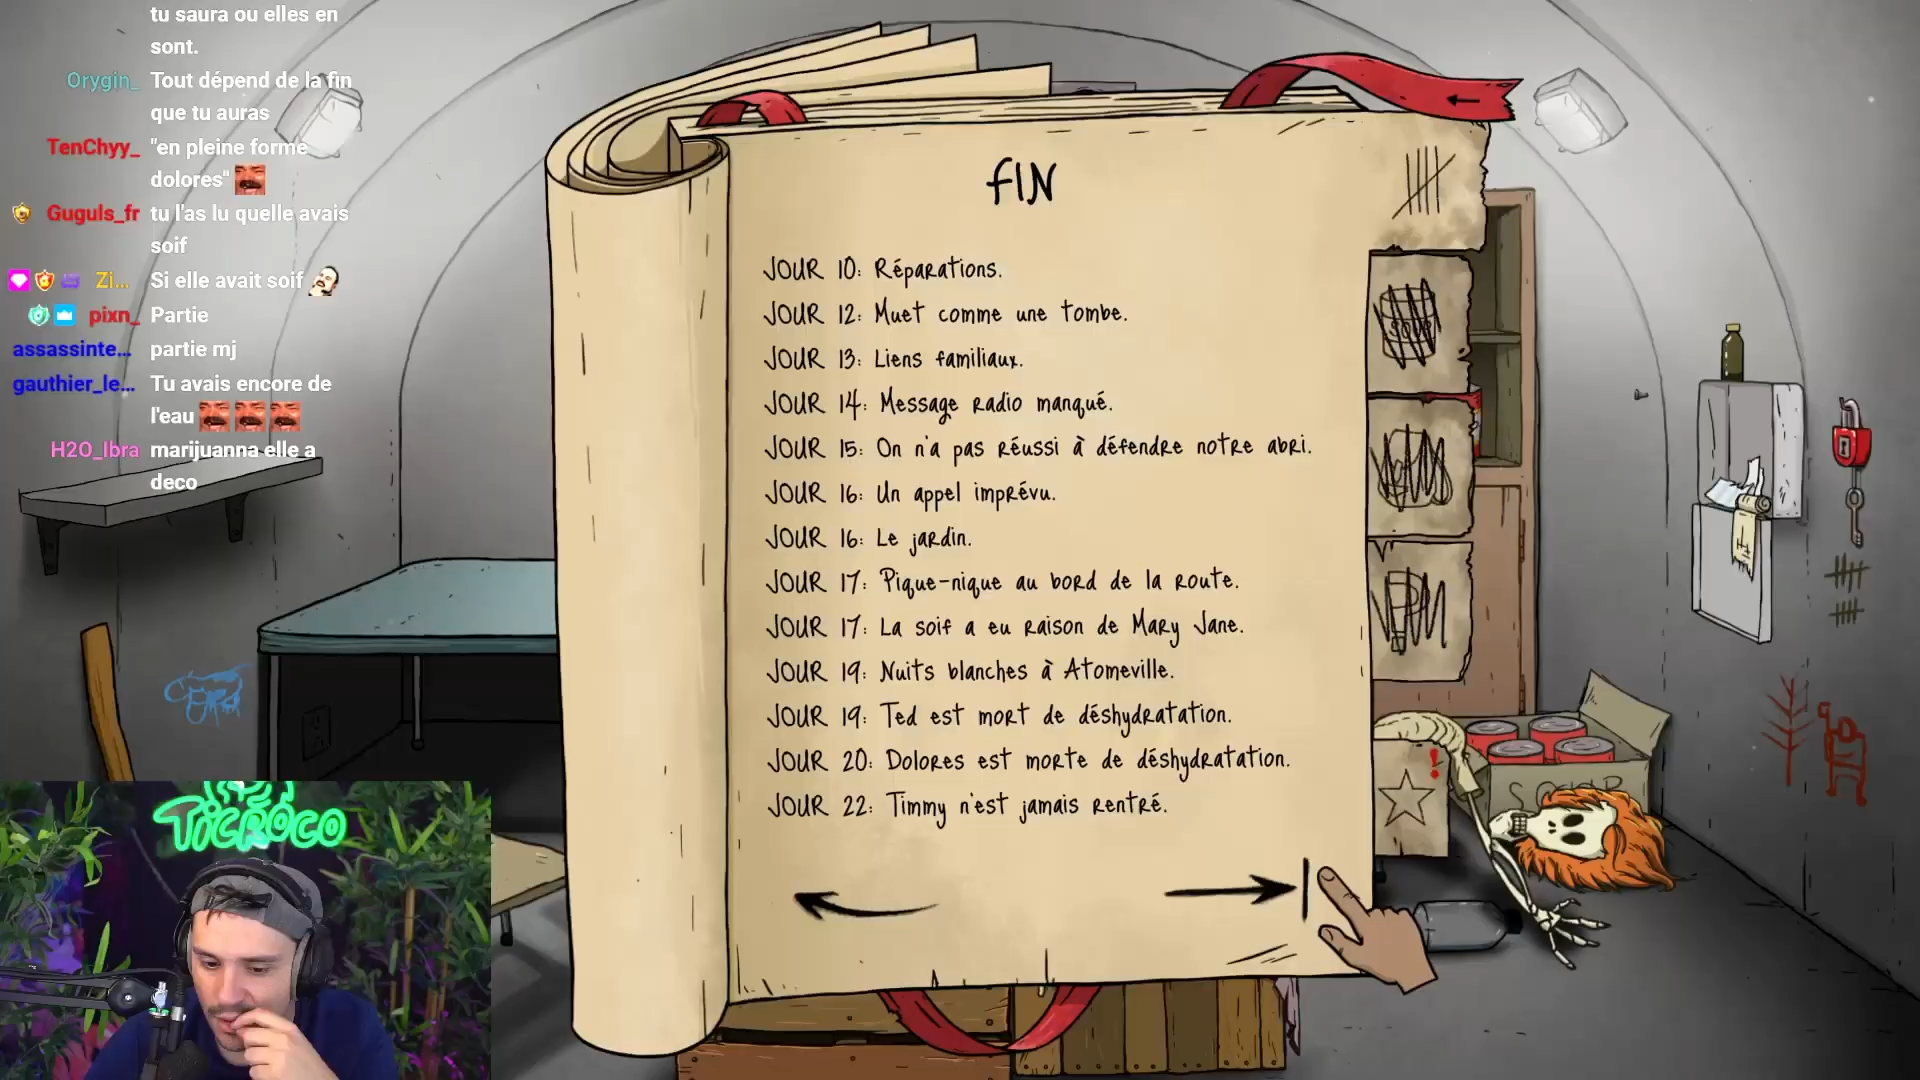 tu saura ou elles en
sont.
Orygin_ Tout dépend de la fin
que tu auras
TenChyy_ "en pleine forme
dolores"
Guguls_fr tu l'as lu quelle avais
soif
Zi... Si elle avait soif
pixn_ Partie
assassinte... partie mj
gauthier_le... Tu avais encore de
l'eau
H2O_Ibra marijuanna elle a
deco
FIN
JOUR 10: Réparations.
JOUR 12: Muet comme une tombe.
JOUR 13: Liens familiaux.
JOUR 14: Message radio manqué.
JOUR 15: On n'a pas réussi à défendre notre abri.
JOUR 16: Un appel imprévu.
JOUR 16: Le jardin.
JOUR 17: Pique-nique au bord de la route.
JOUR 17: La soif a eu raison de Mary Jane.
JOUR 19: Nuits blanches à Atomeville.
JOUR 19: Ted est mort de déshydratation.
JOUR 20: Dolores est morte de déshydratation.
JOUR 22: Timmy n'est jamais rentré.
SOUP
TICROCO